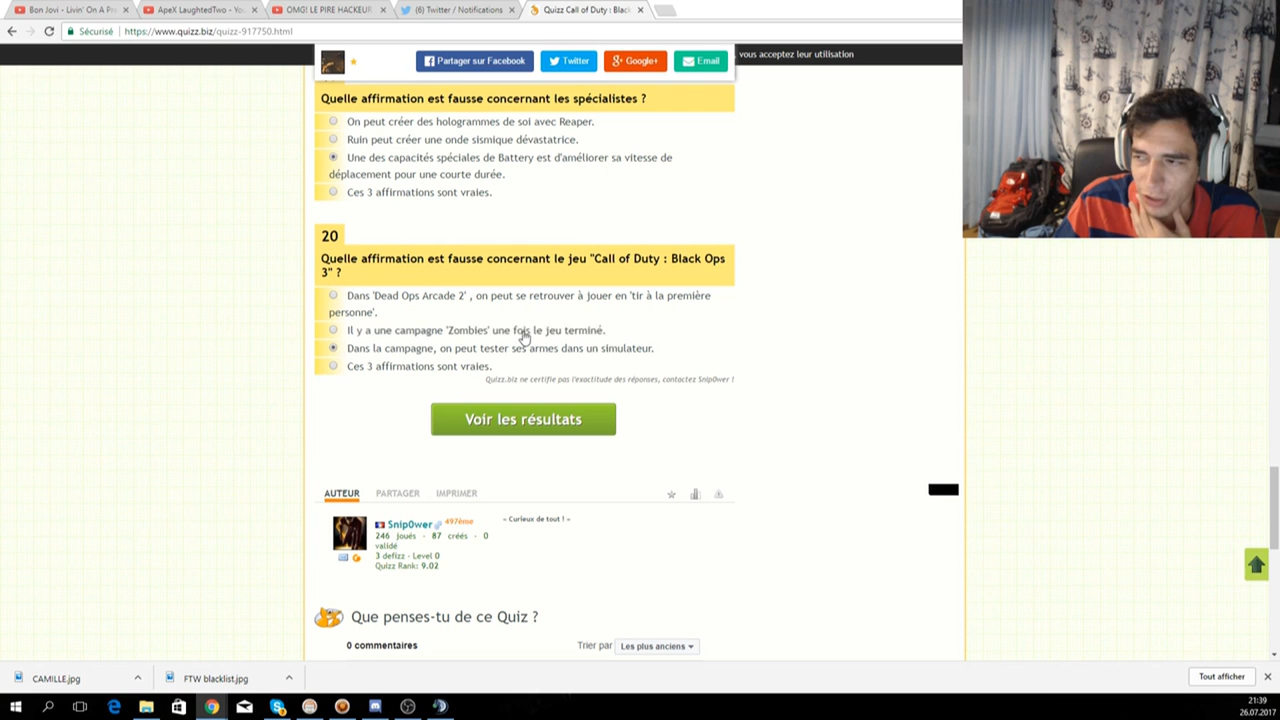 Bon Jovi - Livin' On A Pr
ApeX LaughtedTwo - Yo
OMG! LE PIRE HACKEUR
(6) Twitter / Notifications
Quizz Call of Duty : Black
Sécurisé
https://www.quizz.biz/quizz-917750.html
Partager sur Facebook
Twitter
Google+
Email
vous acceptez leur utilisation
Quelle affirmation est fausse concernant les spécialistes ?
On peut créer des hologrammes de soi avec Reaper.
Ruin peut créer une onde sismique dévastatrice.
Une des capacités spéciales de Battery est d'améliorer sa vitesse de
déplacement pour une courte durée.
Ces 3 affirmations sont vraies.
20
Quelle affirmation est fausse concernant le jeu "Call of Duty : Black Ops
3" ?
Dans 'Dead Ops Arcade 2' , on peut se retrouver à jouer en 'tir à la première
personne'.
Il y a une campagne 'Zombies' une fois le jeu terminé.
Dans la campagne, on peut tester ses armes dans un simulateur.
Ces 3 affirmations sont vraies.
Quizz.biz ne certifie pas l'exactitude des réponses, contactez Snip0wer !
Voir les résultats
AUTEUR
PARTAGER
IMPRIMER
Snip0wer
497ème
« Curieux de tout ! »
246 joués - 87 créés - 0
validé
3 defizz - Level 0
Quizz Rank: 9.02
Que penses-tu de ce Quiz ?
0 commentaires
Trier par
Les plus anciens
CAMILLE.jpg
FTW blacklist.jpg
Tout afficher
21:39
26.07.2017